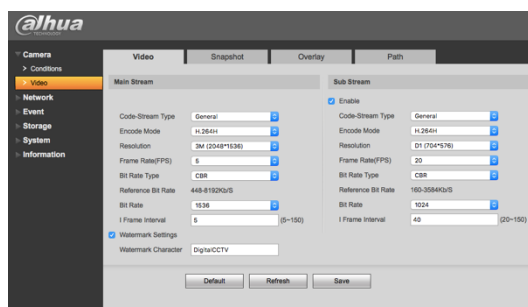 alhua
TECHNOLOGY
Camera
> Conditions
> Video
Network
Event
Storage
System
Information
Video Snapshot Overlay Path
Main Stream
Code-Stream Type General
Encode Mode H.264H
Resolution 3M (2048*1536)
Frame Rate(FPS) 5
Bit Rate Type CBR
Reference Bit Rate 448-8192Kb/S
Bit Rate 1536
I Frame Interval 5 (5~150)
Watermark Settings
Watermark Character DigitalCCTV
Sub Stream
Enable
Code-Stream Type General
Encode Mode H.264H
Resolution D1 (704*576)
Frame Rate(FPS) 20
Bit Rate Type CBR
Reference Bit Rate 160-3584Kb/S
Bit Rate 1024
I Frame Interval 40 (20~150)
Default Refresh Save